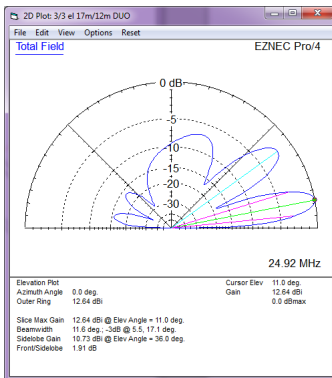 2D Plot: 3/3 el 17m/12m DUO
File Edit View Options Reset
Total Field
EZNEC Pro/4
0 dB
-5
-10
-15
-20
-30
24.92 MHz
Elevation Plot
Azimuth Angle 0.0 deg.
Outer Ring 12.64 dBi
Cursor Elev 11.0 deg.
Gain 12.64 dBi
0.0 dBmax
Slice Max Gain 12.64 dBi @ Elev Angle = 11.0 deg.
Beamwidth 11.6 deg.; -3dB @ 5.5, 17.1 deg.
Sidelobe Gain 10.73 dBi @ Elev Angle = 36.0 deg.
Front/Sidelobe 1.91 dB